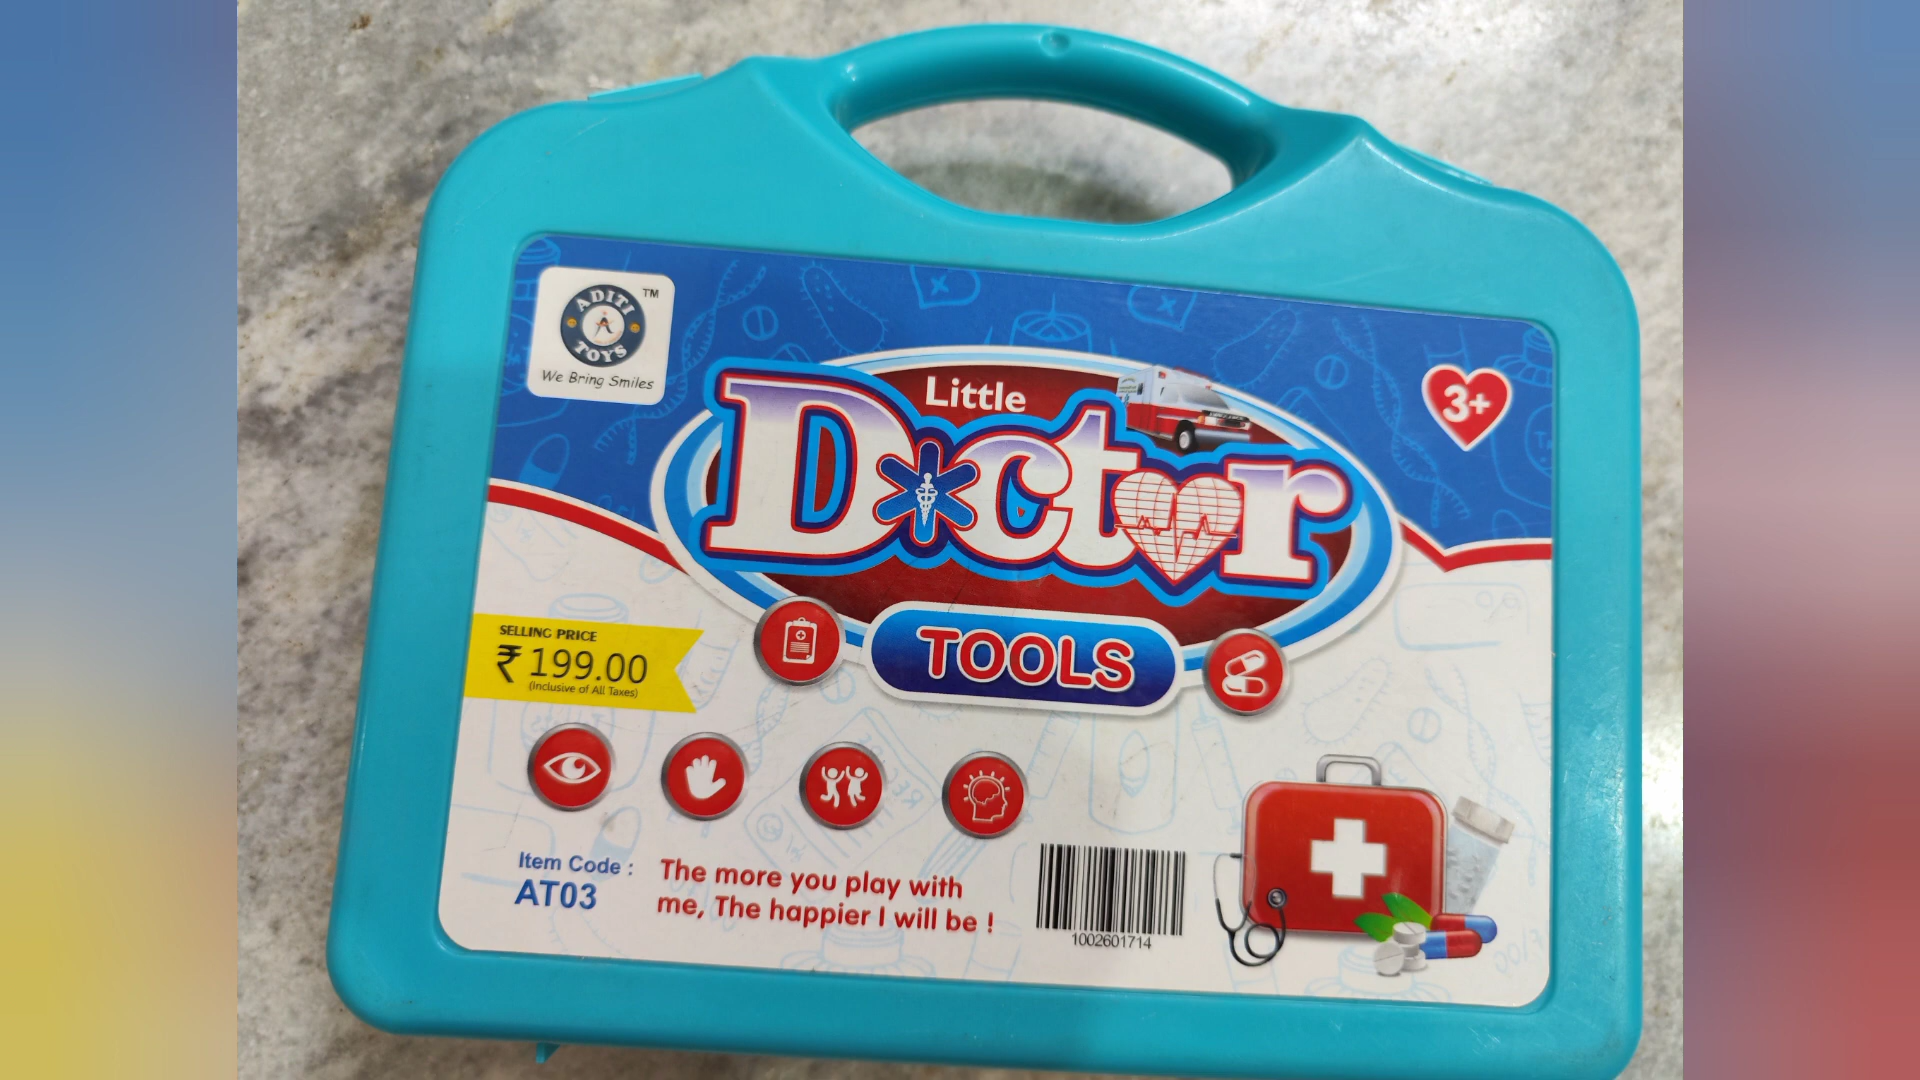 ADITI
TOYS
TM
We Bring Smiles
3+
Little
Doctor
TOOLS
SELLING PRICE
₹ 199.00
(Inclusive of All Taxes)
Item Code :
AT03
The more you play with
me, The happier I will be !
1002601714